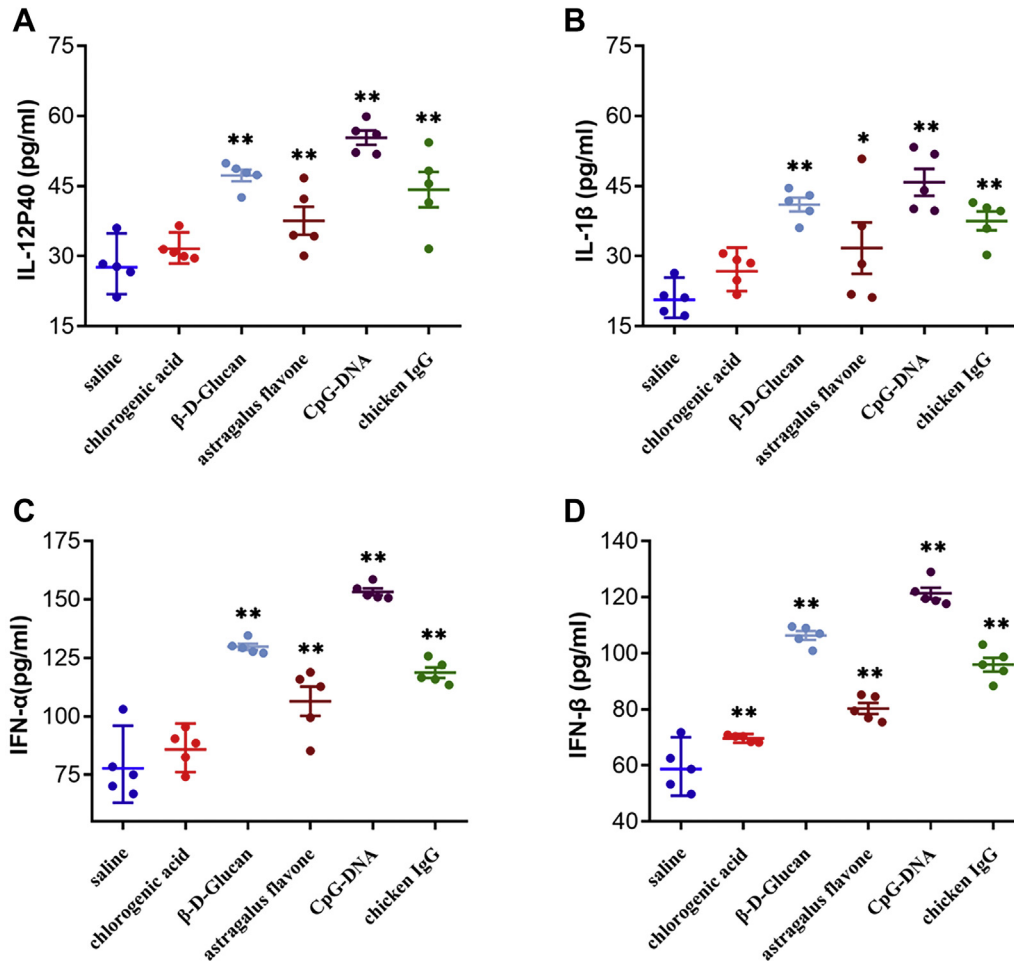 A
IL-12P40 (pg/ml)
75
60
45
30
15
**
**
**
**
saline
chlorogenic acid
β-D-Glucan
astragalus flavone
CpG-DNA
chicken IgG
B
IL-1β (pg/ml)
75
60
45
30
15
**
*
**
**
saline
chlorogenic acid
β-D-Glucan
astragalus flavone
CpG-DNA
chicken IgG
C
IFN-α(pg/ml)
175
150
125
100
75
**
**
**
**
saline
chlorogenic acid
β-D-Glucan
astragalus flavone
CpG-DNA
chicken IgG
D
IFN-β (pg/ml)
140
120
100
80
60
40
**
**
**
**
**
saline
chlorogenic acid
β-D-Glucan
astragalus flavone
CpG-DNA
chicken IgG